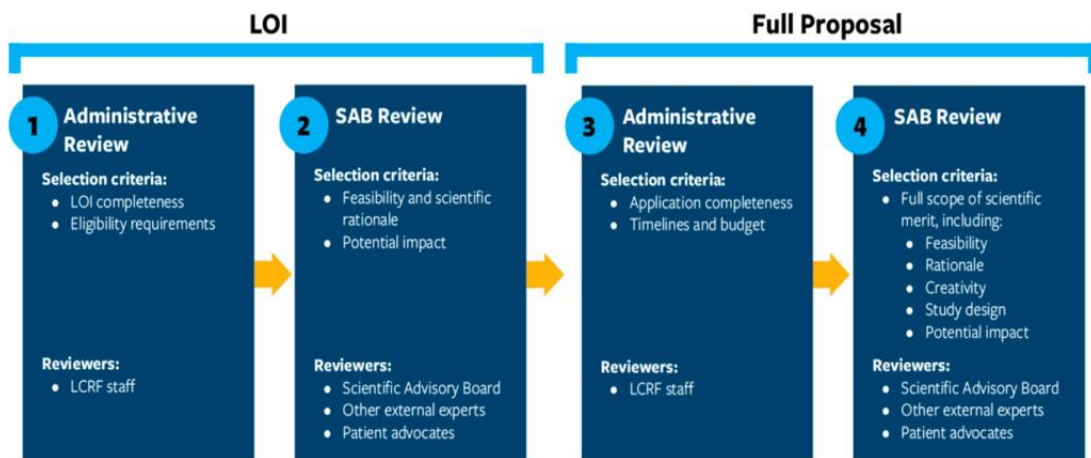 LOI
Full Proposal
1
Administrative
Review
Selection criteria:
• LOI completeness
• Eligibility requirements
Reviewers:
• LCRF staff
2
SAB Review
Selection criteria:
• Feasibility and scientific
rationale
• Potential impact
Reviewers:
• Scientific Advisory Board
• Other external experts
• Patient advocates
3
Administrative
Review
Selection criteria:
• Application completeness
• Timelines and budget
Reviewers:
• LCRF staff
4
SAB Review
Selection criteria:
• Full scope of scientific
merit, including:
• Feasibility
• Rationale
• Creativity
• Study design
• Potential impact
Reviewers:
• Scientific Advisory Board
• Other external experts
• Patient advocates